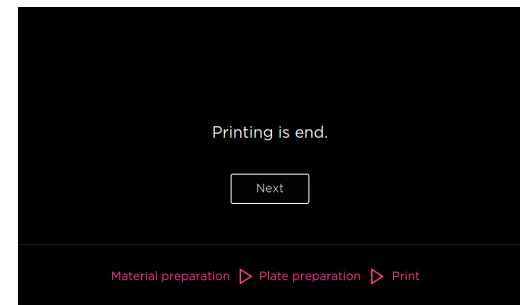 Printing is end.
Next
Material preparation Plate preparation Print